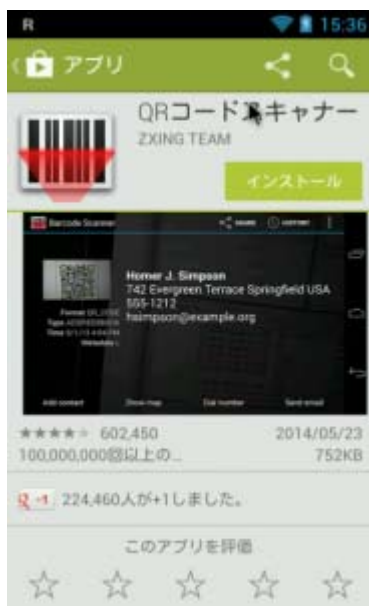 R 15:36
アプリ
QRコードスキャナー
ZXING TEAM
インストール
Barcode Scanner SHARE HISTORY
Homer J. Simpson
742 Evergreen Terrace Springfield USA
555-1212
hsimpson@example.org
Add contact Show map Dial number Send email
602,450 2014/05/23
100,000,000回以上の... 752KB
224,460人が+1しました。
このアプリを評価